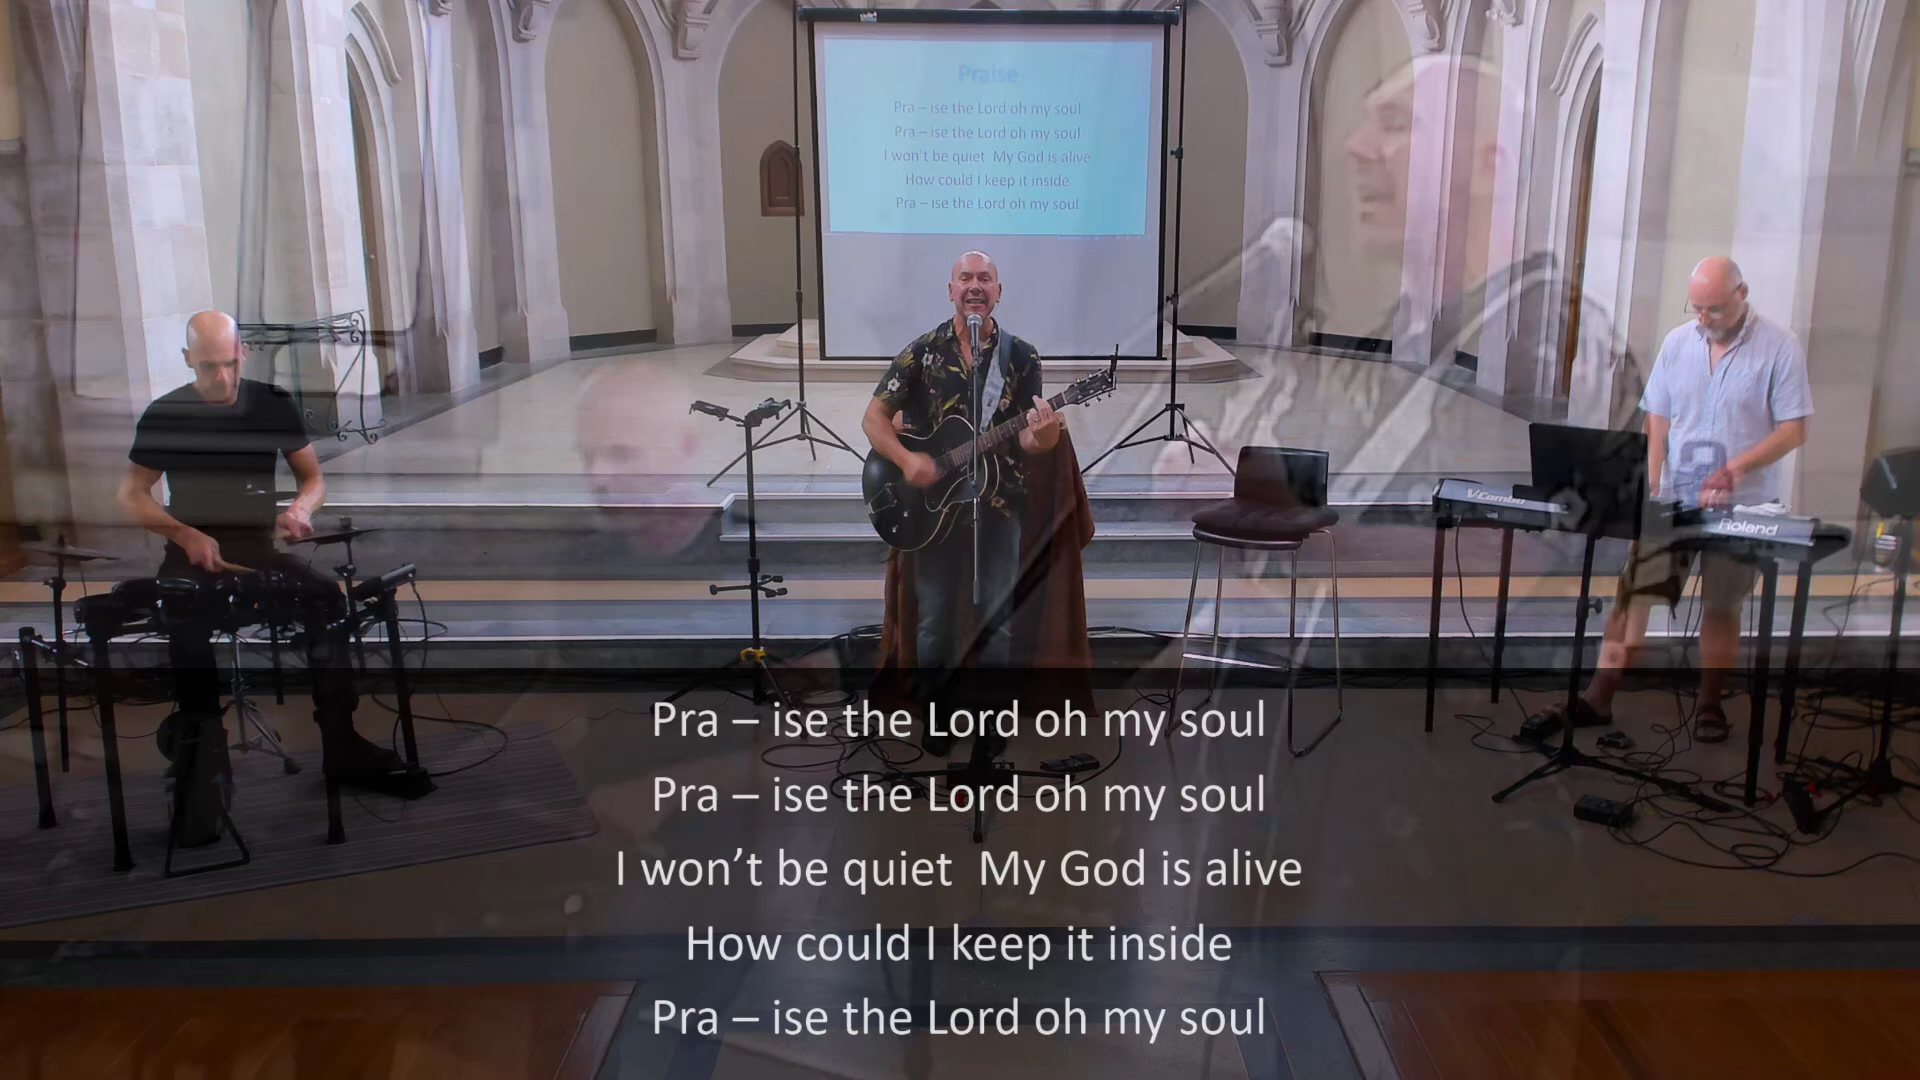 Praise
Pra – ise the Lord oh my soul
Pra – ise the Lord oh my soul
I won't be quiet  My God is alive
How could I keep it inside
Pra – ise the Lord oh my soul
V-Combo
Roland
Pra – ise the Lord oh my soul
Pra – ise the Lord oh my soul
I won’t be quiet  My God is alive
How could I keep it inside
Pra – ise the Lord oh my soul